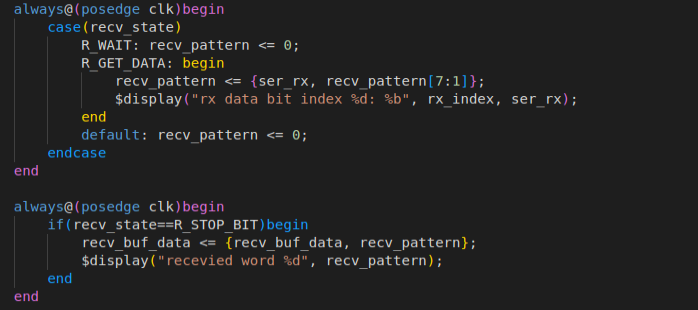 always@(posedge clk)begin
    case(recv_state)
        R_WAIT: recv_pattern <= 0;
        R_GET_DATA: begin
            recv_pattern <= {ser_rx, recv_pattern[7:1]};
            $display("rx data bit index %d: %b", rx_index, ser_rx);
        end
        default: recv_pattern <= 0;
    endcase
end

always@(posedge clk)begin
    if(recv_state==R_STOP_BIT)begin
        recv_buf_data <= {recv_buf_data, recv_pattern};
        $display("recevied word %d", recv_pattern);
    end
end